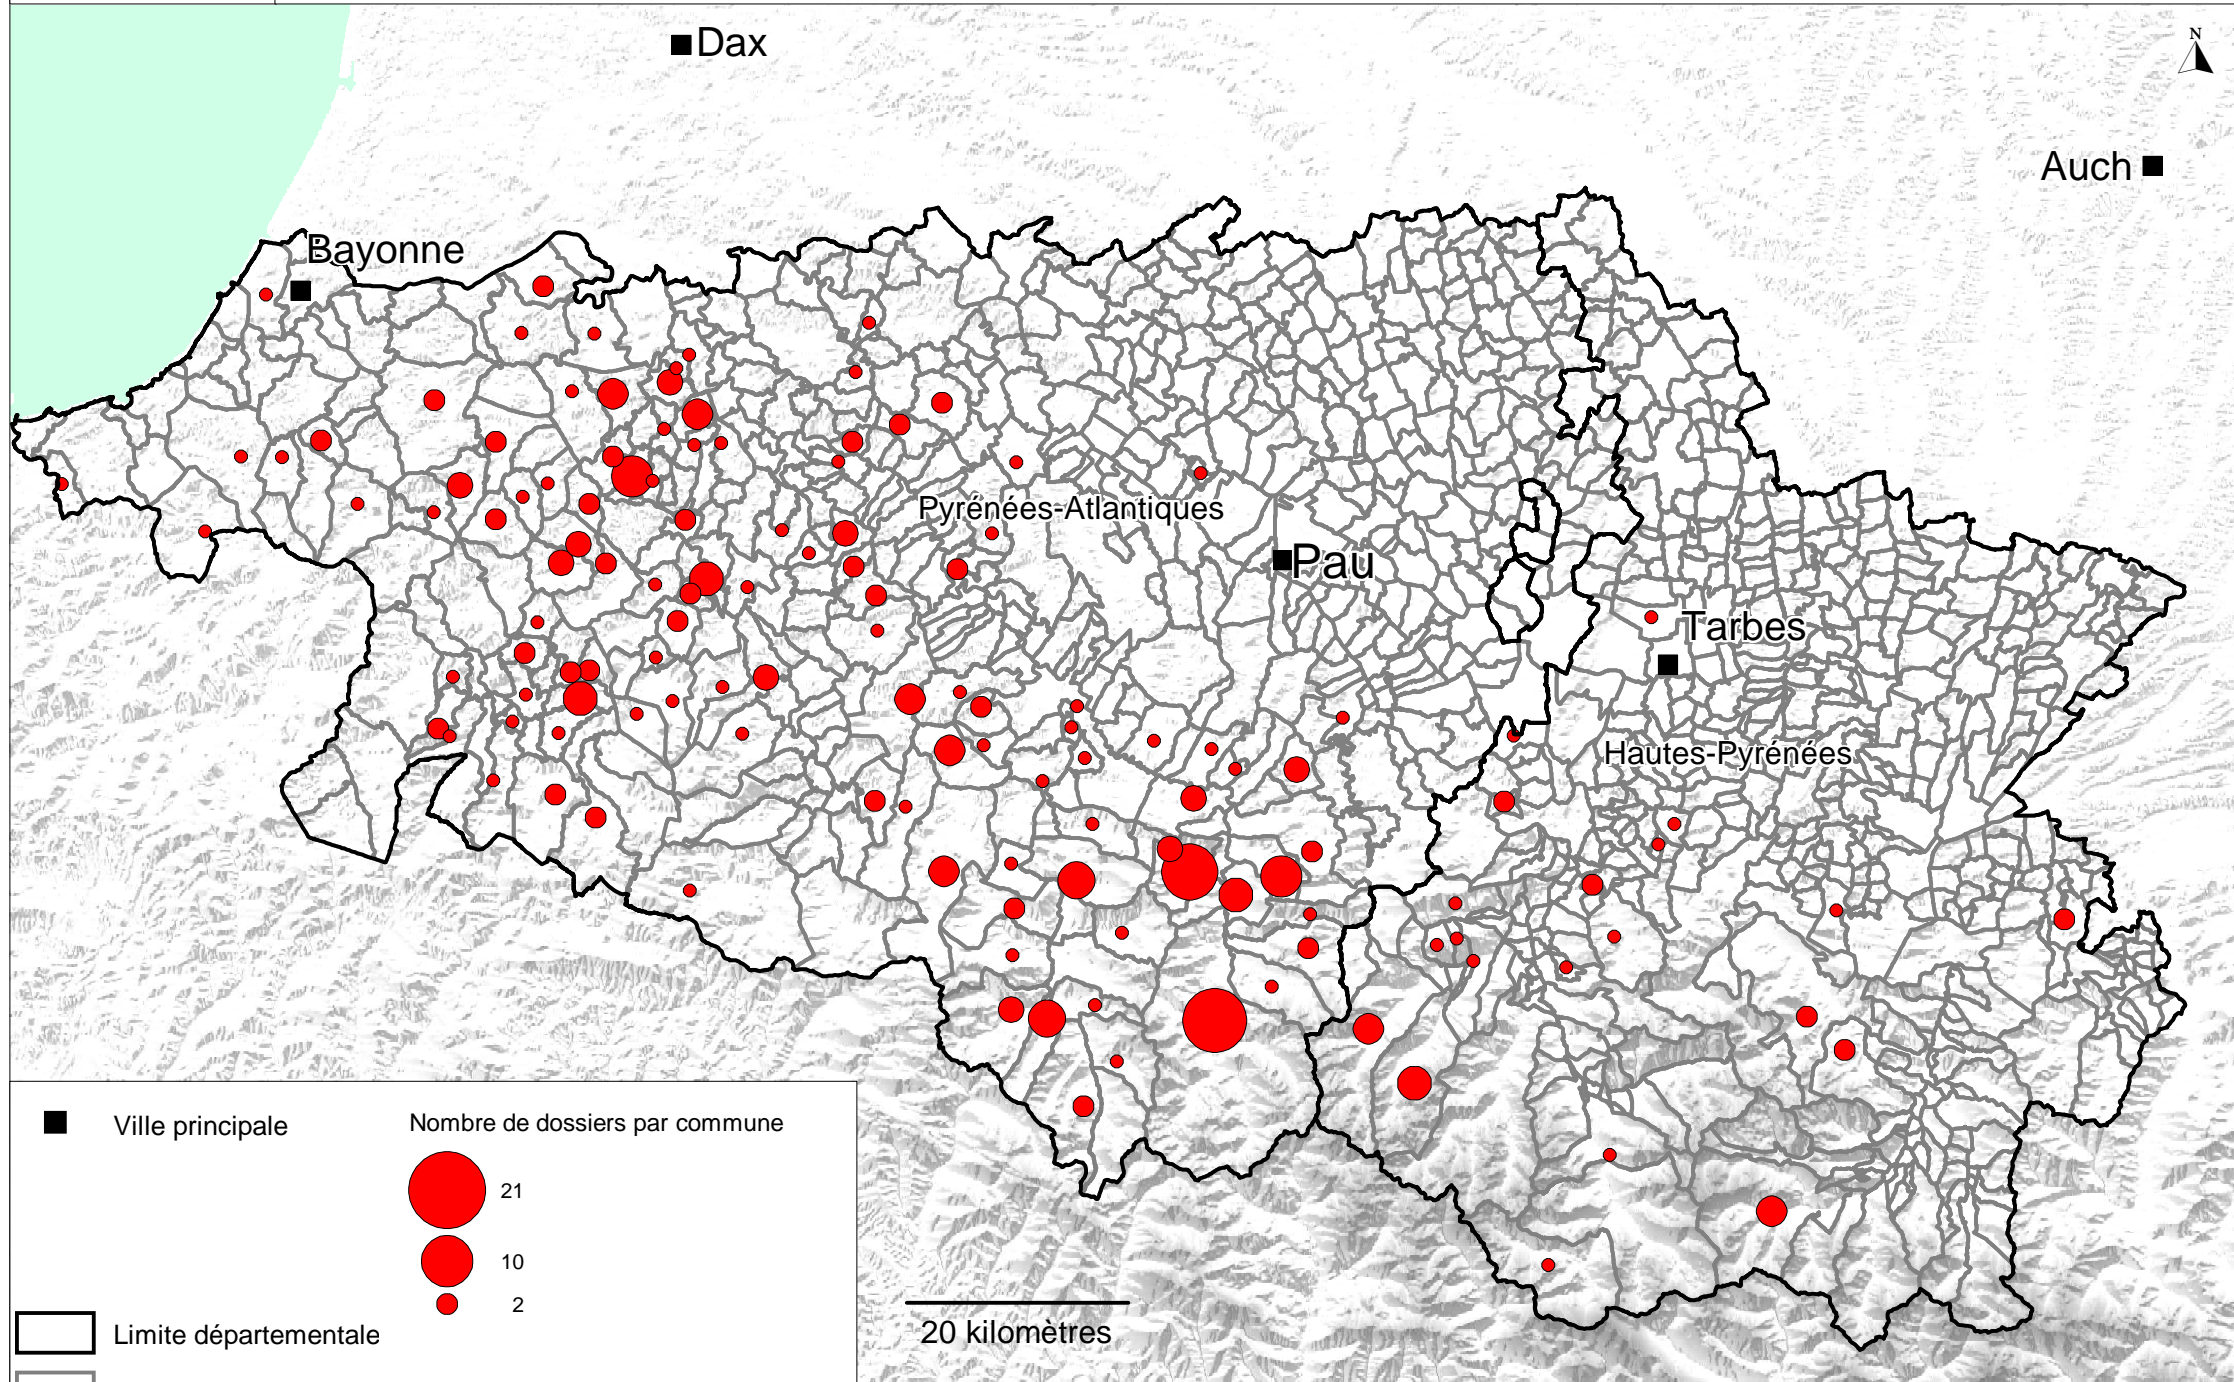 Dax
N
Auch
Bayonne
Pyrénées-Atlantiques
Pau
Tarbes
Hautes-Pyrénées
Ville principale
Nombre de dossiers par commune
21
10
2
Limite départementale
20 kilomètres